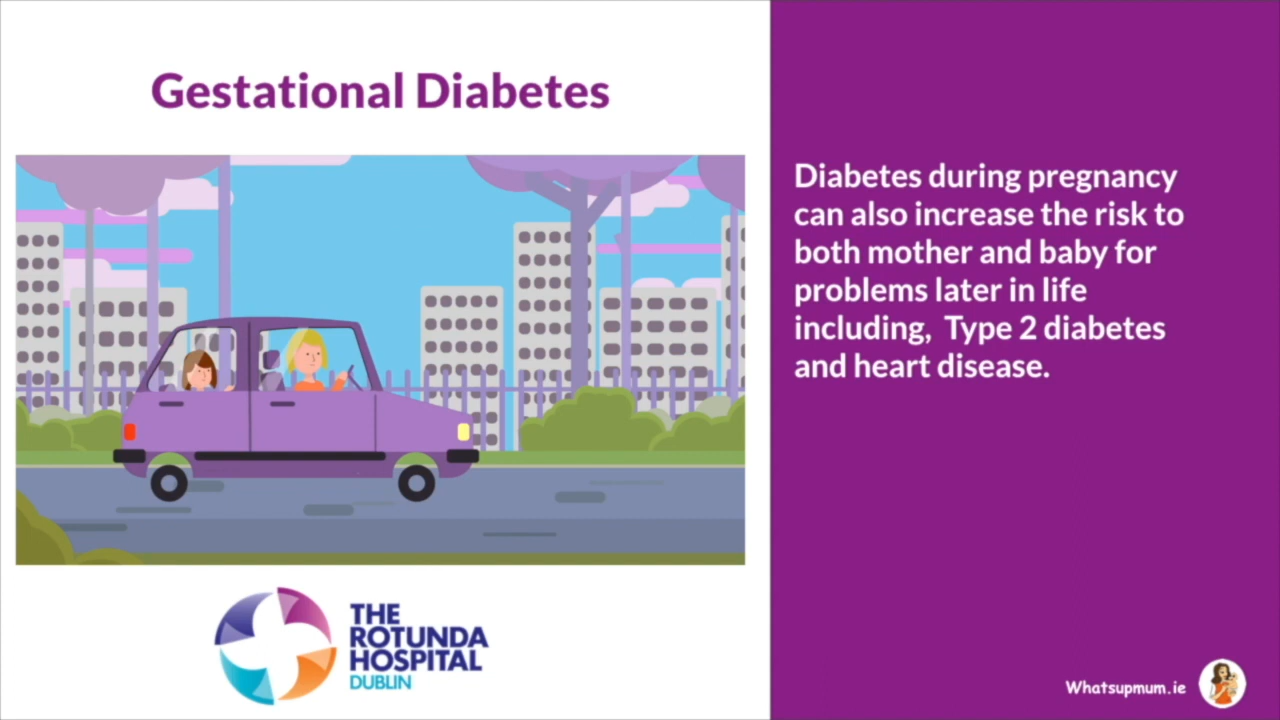 Gestational Diabetes
Diabetes during pregnancy
can also increase the risk to
both mother and baby for
problems later in life
including,  Type 2 diabetes
and heart disease.
THE
ROTUNDA
HOSPITAL
DUBLIN
Whatsupmum.ie